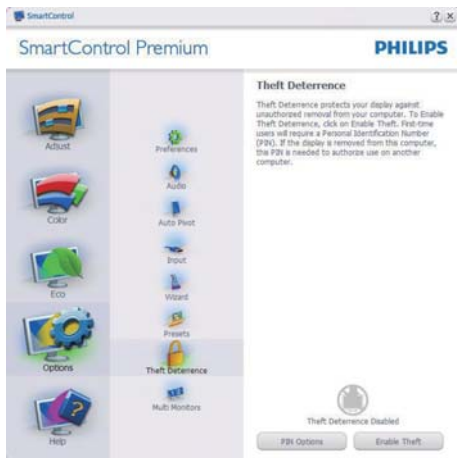 SmartControl
SmartControl Premium
PHILIPS
Adjust
Color
Eco
Options
Help
Preferences
Audio
Auto Pivot
Input
Wizard
Presets
Theft Deterrence
Multi Monitors
Theft Deterrence
Theft Deterrence protects your display against
unauthorized removal from your computer. To Enable
Theft Deterrence, click on Enable Theft. First-time
users will require a Personal Identification Number
(PIN). If the display is removed from this computer,
this PIN is needed to authorize use on another
computer.
Theft Deterrence Disabled
PIN Options
Enable Theft